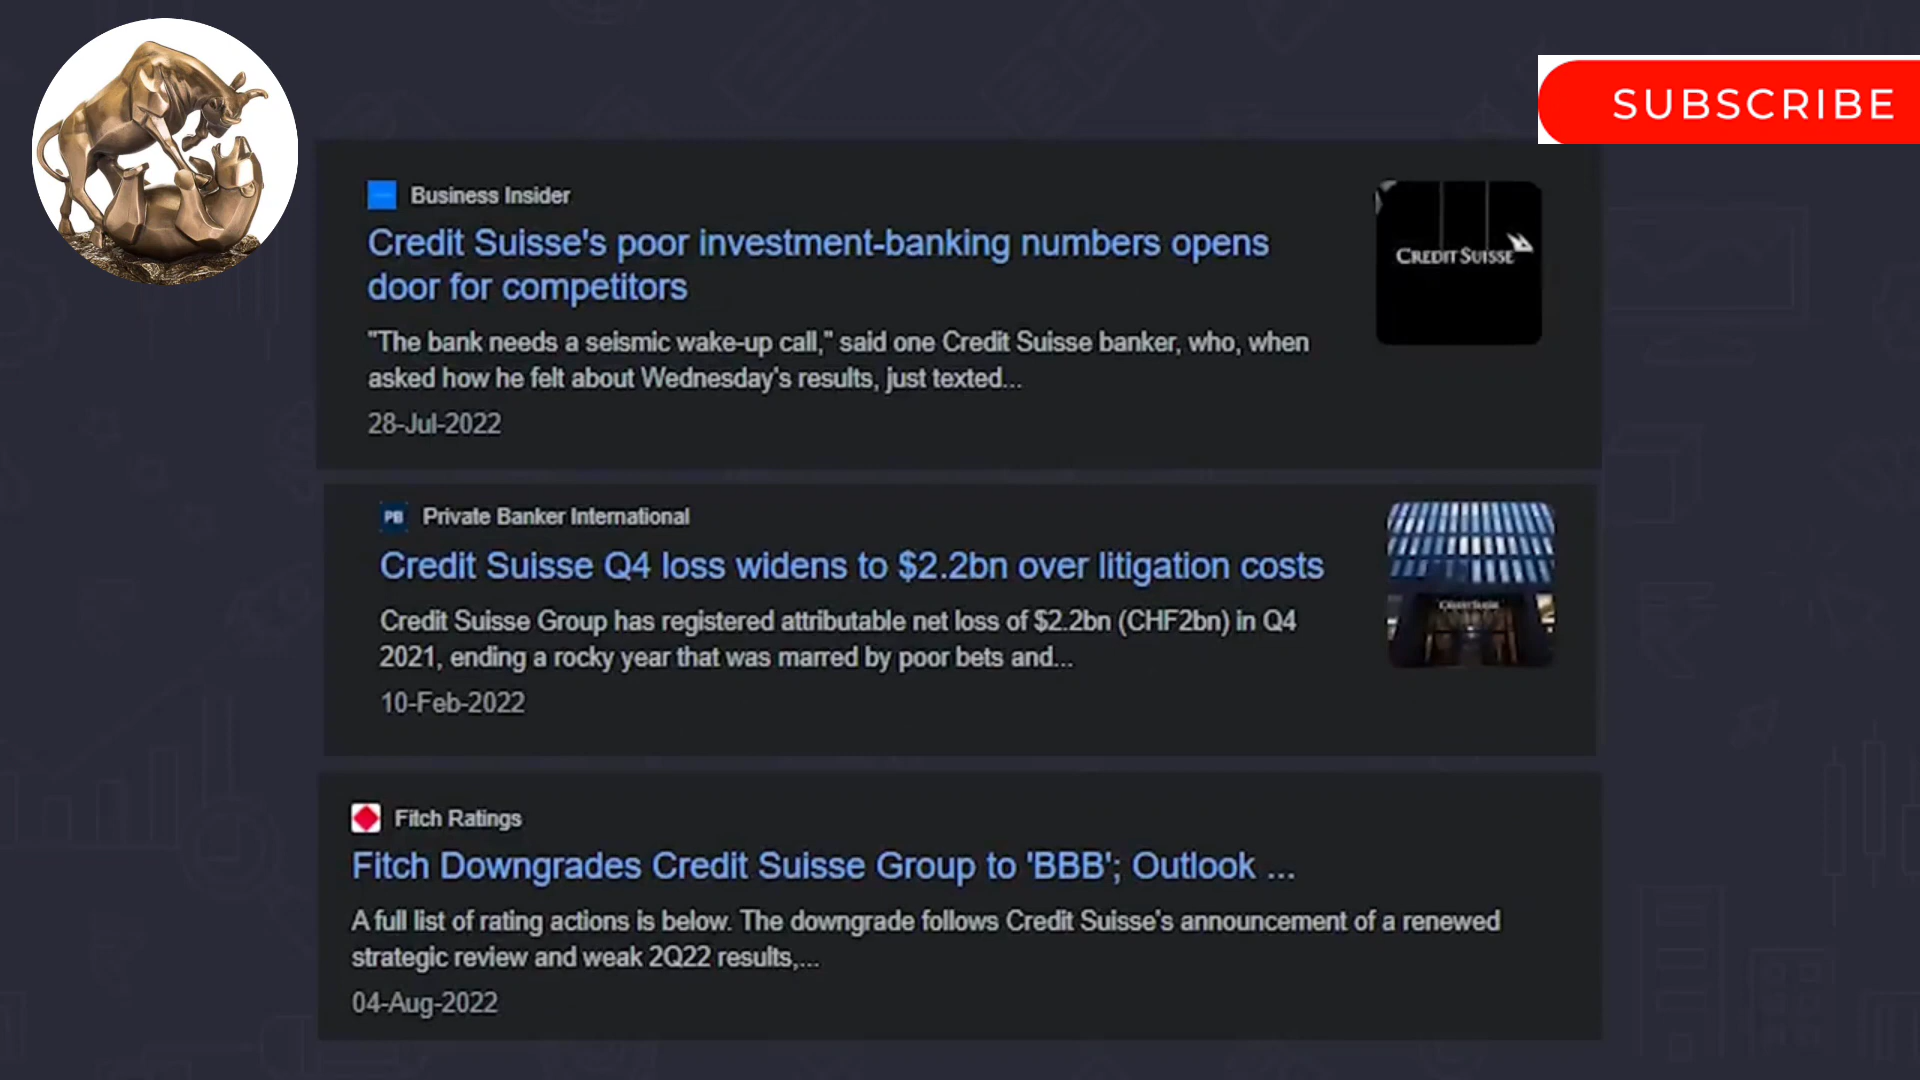 SUBSCRIBE
Business Insider
Credit Suisse's poor investment-banking numbers opens
door for competitors
"The bank needs a seismic wake-up call," said one Credit Suisse banker, who, when
asked how he felt about Wednesday's results, just texted...
28-Jul-2022
CREDIT SUISSE
PB Private Banker International
Credit Suisse Q4 loss widens to $2.2bn over litigation costs
Credit Suisse Group has registered attributable net loss of $2.2bn (CHF2bn) in Q4
2021, ending a rocky year that was marred by poor bets and...
10-Feb-2022
CREDIT SUISSE
Fitch Ratings
Fitch Downgrades Credit Suisse Group to 'BBB'; Outlook ...
A full list of rating actions is below. The downgrade follows Credit Suisse's announcement of a renewed
strategic review and weak 2Q22 results,...
04-Aug-2022